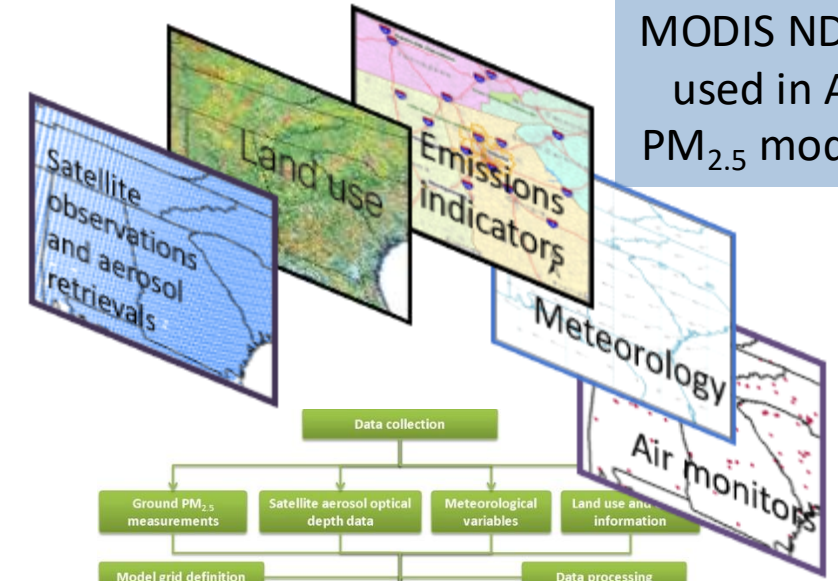 MODIS ND
used in A
PM2.5 mod
Satellite
observations
and aerosol
retrievals
Land use
Emissions
indicators
Meteorology
Air monitors
Data collection
Ground PM2.5
measurements
Satellite aerosol optical
depth data
Meteorological
variables
Land use and
information
Model grid definition
Data processing